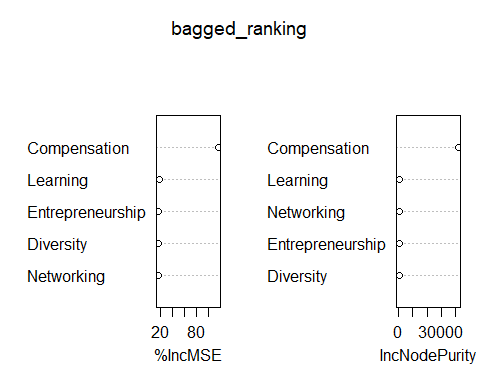 bagged_ranking
Compensation
Learning
Entrepreneurship
Diversity
Networking
20 80
%IncMSE
Compensation
Learning
Networking
Entrepreneurship
Diversity
0 30000
IncNodePurity